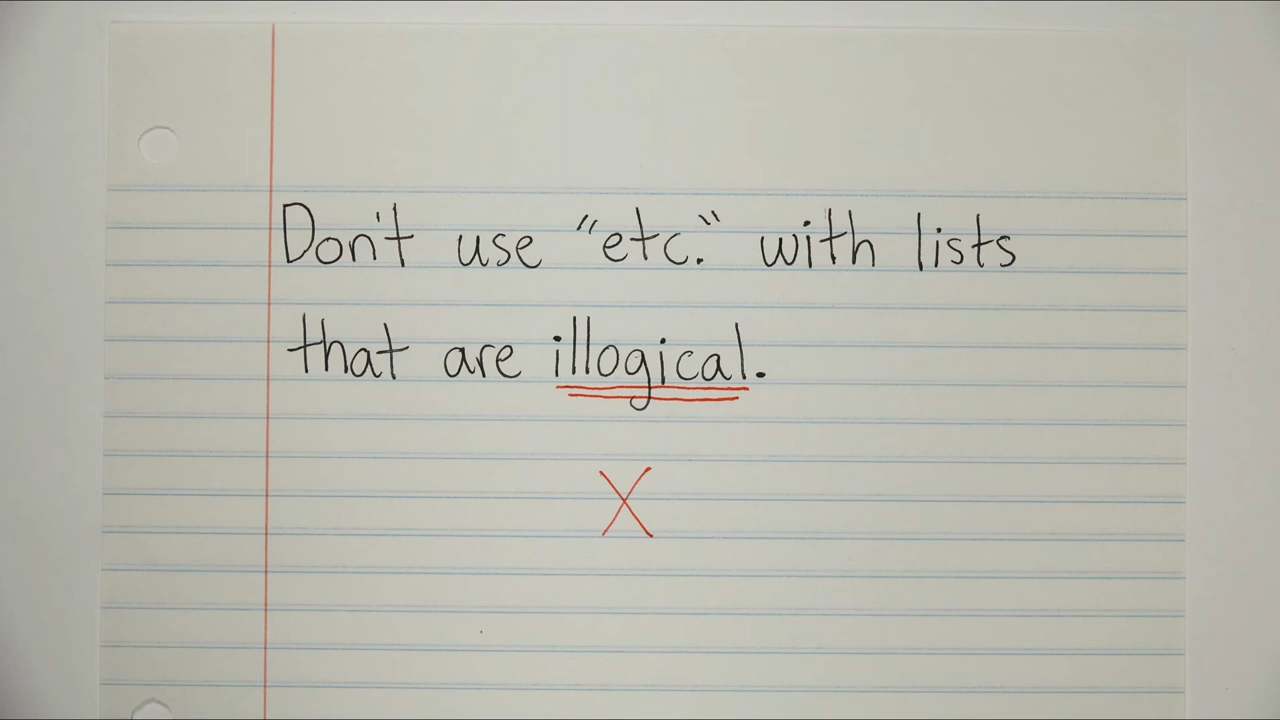 Don't use "etc." with lists
that are illogical.
X